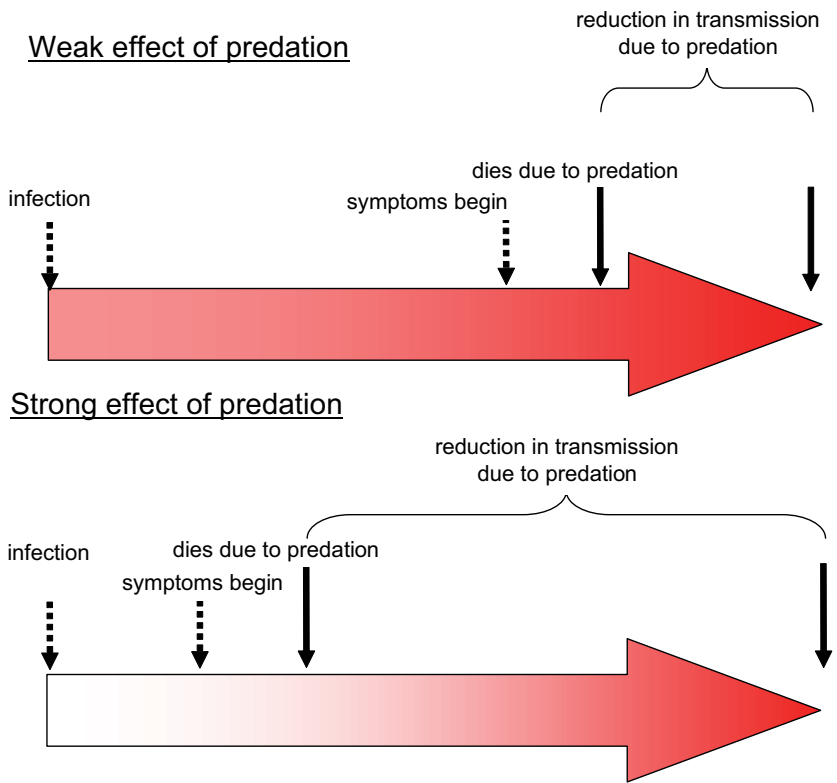 Weak effect of predation
reduction in transmission
due to predation
dies due to predation
symptoms begin
infection
Strong effect of predation
reduction in transmission
due to predation
infection
dies due to predation
symptoms begin